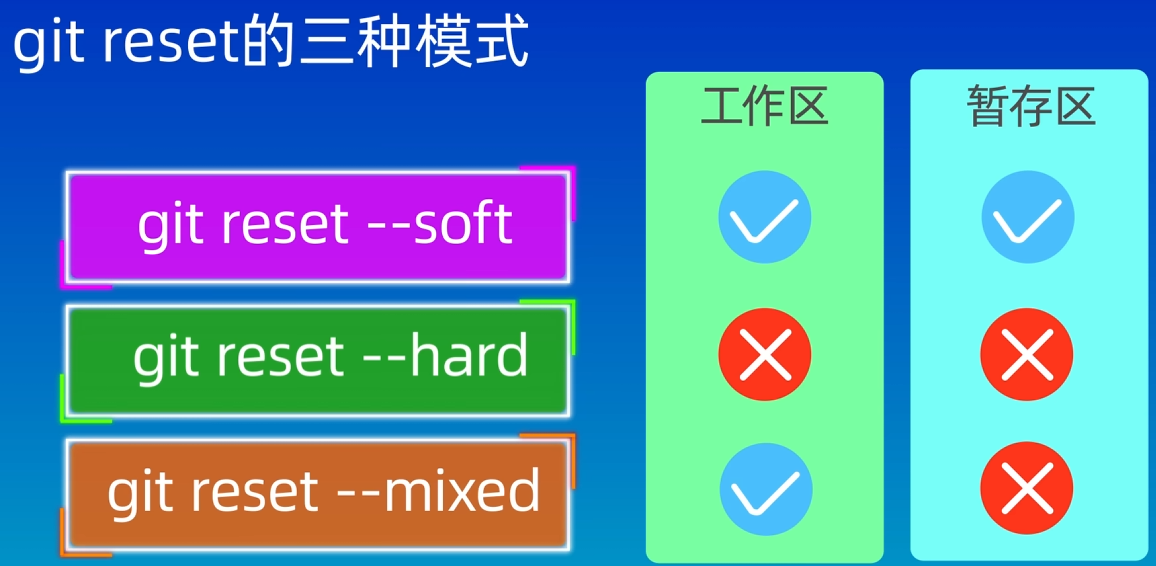 git reset的三种模式
工作区
暂存区
git reset --soft
git reset --hard
git reset --mixed